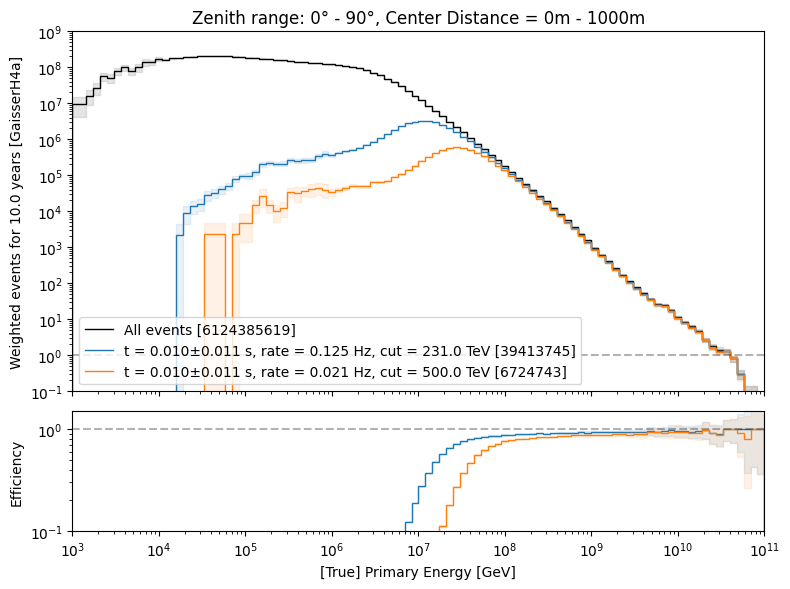 Zenith range: 0° - 90°, Center Distance = 0m - 1000m
Weighted events for 10.0 years [GaisserH4a]
10⁹
10⁸
10⁷
10⁶
10⁵
10⁴
10³
10²
10¹
10⁰
10⁻¹
All events [6124385619]
t = 0.010±0.011 s, rate = 0.125 Hz, cut = 231.0 TeV [39413745]
t = 0.010±0.011 s, rate = 0.021 Hz, cut = 500.0 TeV [6724743]
Efficiency
10⁰
10⁻¹
10³ 10⁴ 10⁵ 10⁶ 10⁷ 10⁸ 10⁹ 10¹⁰ 10¹¹
[True] Primary Energy [GeV]